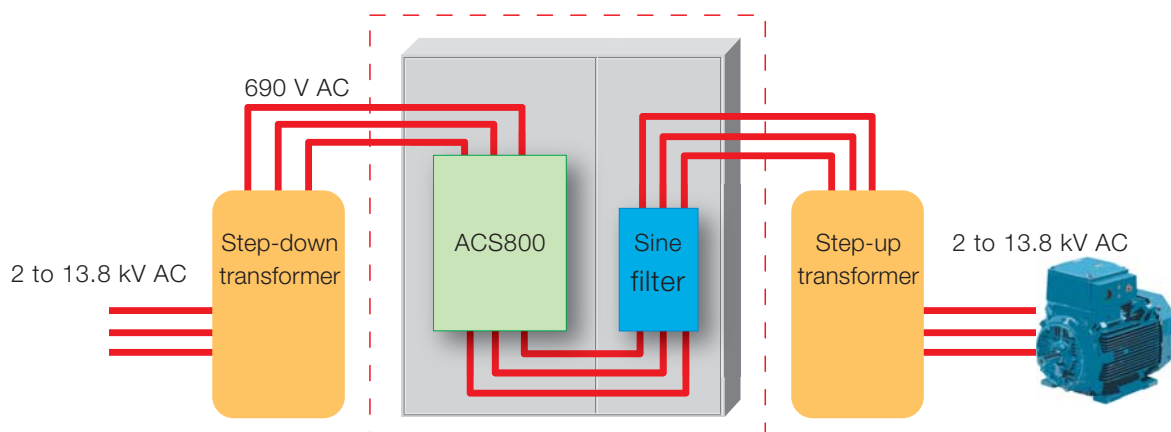 690 V AC
2 to 13.8 kV AC
Step-down
transformer
ACS800
Sine
filter
Step-up
transformer
2 to 13.8 kV AC